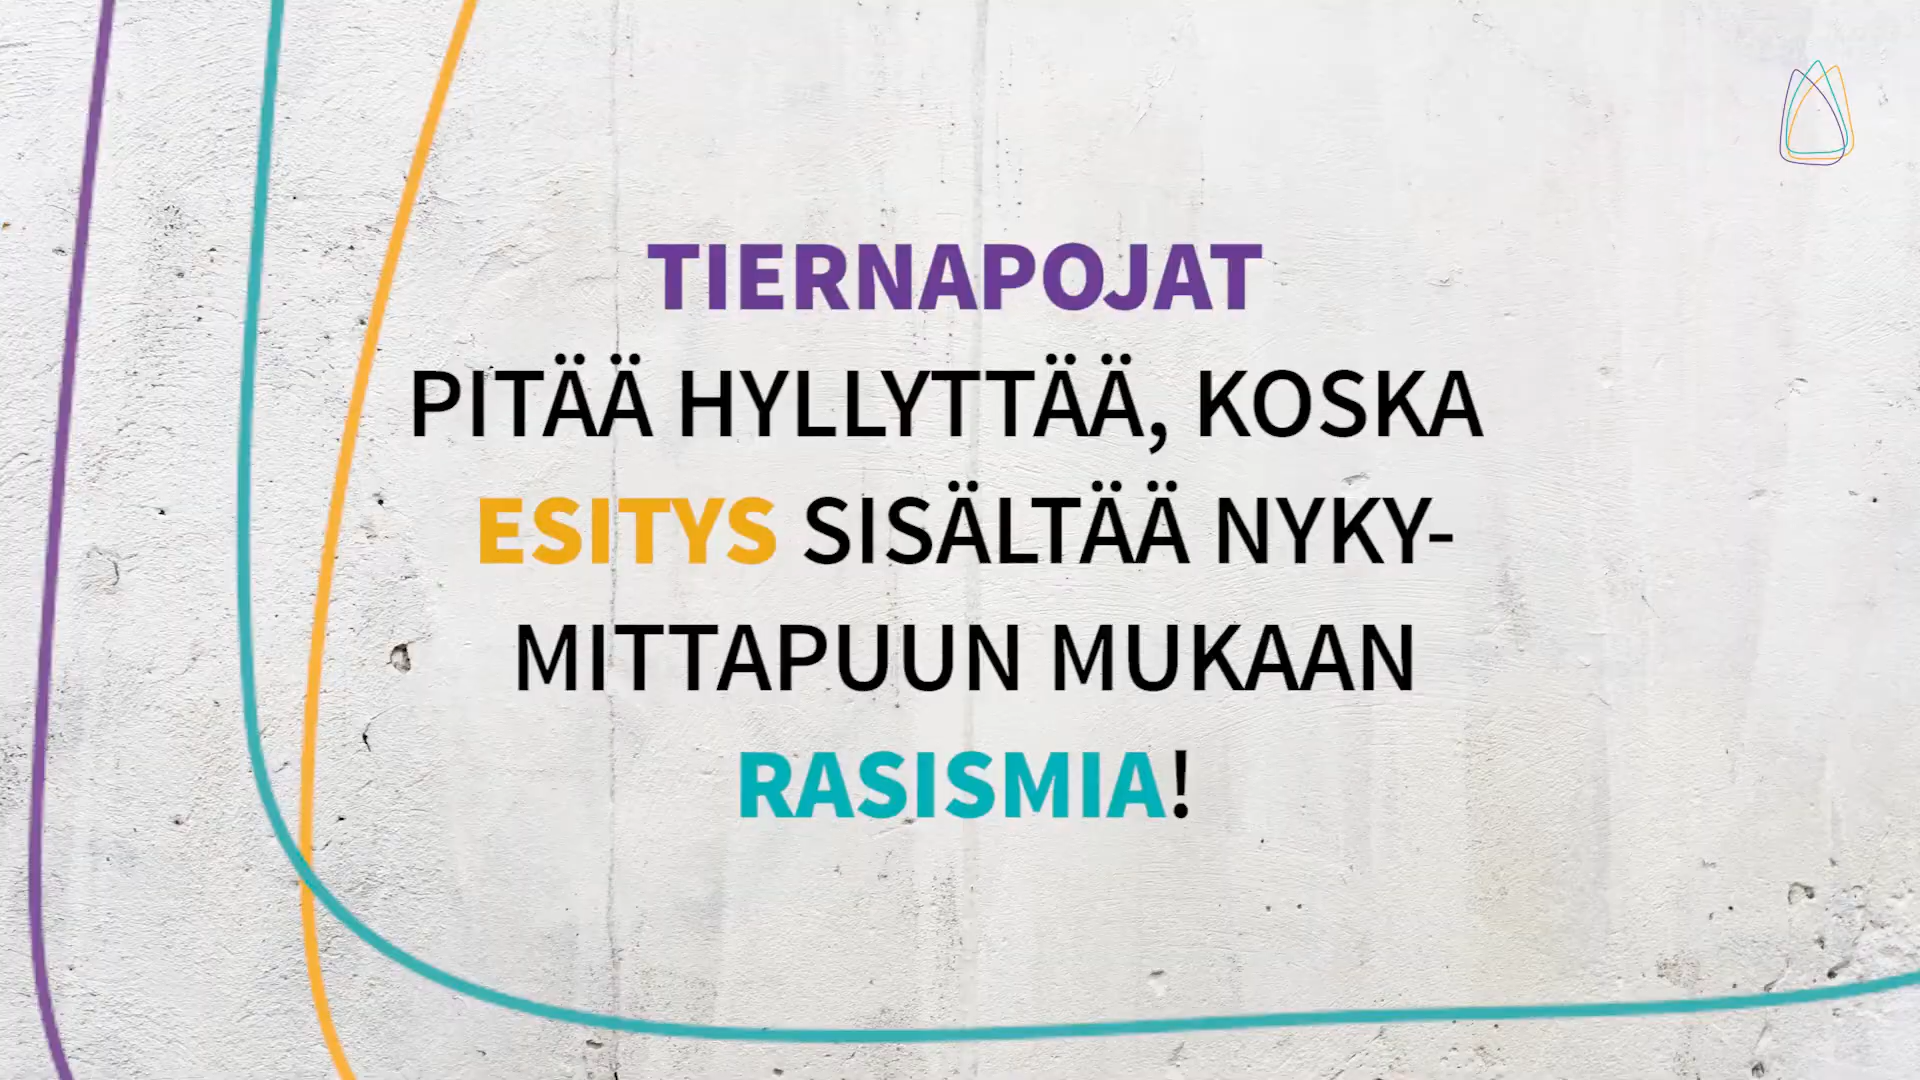 TIERNAPOJAT
PITÄÄ HYLLYTTÄÄ, KOSKA
ESITYS SISÄLTÄÄ NYKY-
MITTAPUUN MUKAAN
RASISMIA!